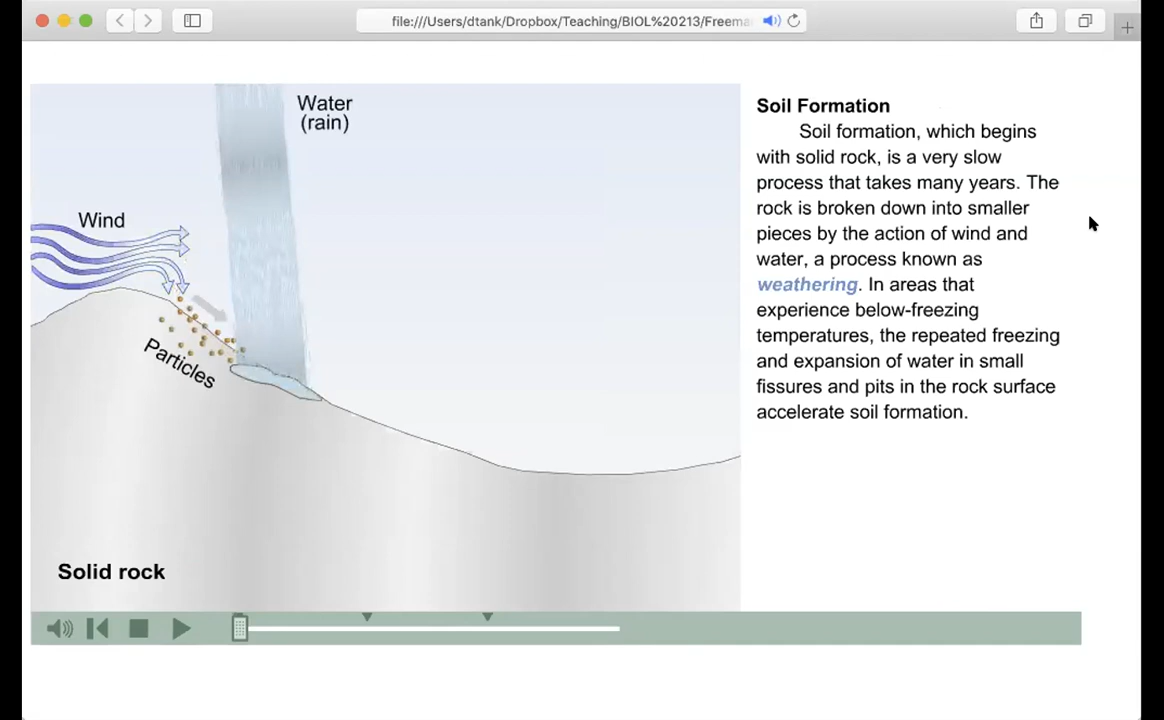 file:///Users/dtank/Dropbox/Teaching/BIOL%20213/Freema
Water
(rain)
Wind
Particles
Solid rock
Soil Formation
Soil formation, which begins
with solid rock, is a very slow
process that takes many years. The
rock is broken down into smaller
pieces by the action of wind and
water, a process known as
weathering. In areas that
experience below-freezing
temperatures, the repeated freezing
and expansion of water in small
fissures and pits in the rock surface
accelerate soil formation.